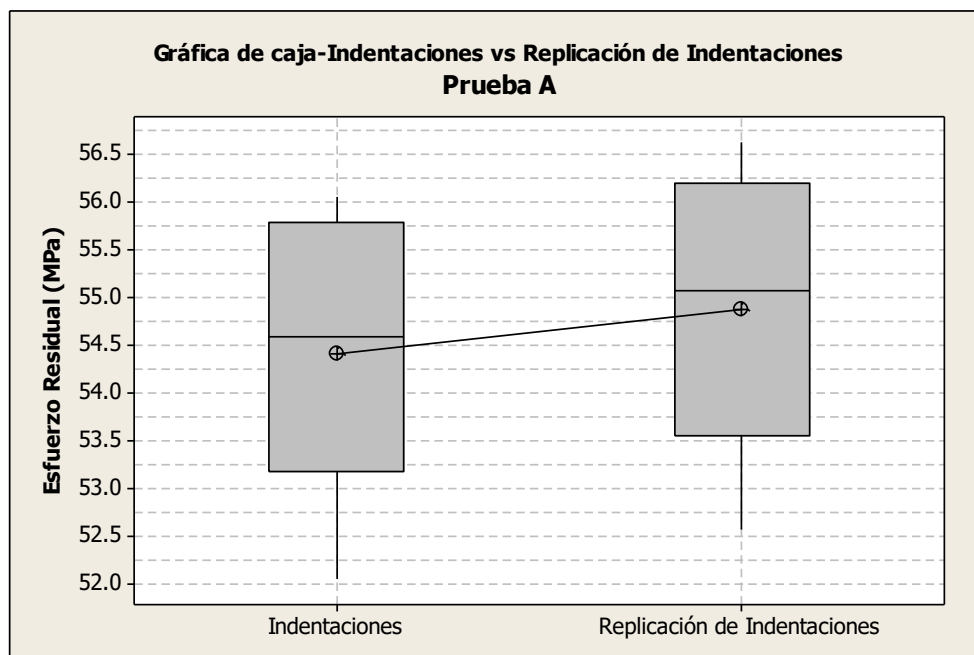 Gráfica de caja-Indentaciones vs Replicación de Indentaciones
Prueba A
Esfuerzo Residual (MPa)
56.5
56.0
55.5
55.0
54.5
54.0
53.5
53.0
52.5
52.0
Indentaciones
Replicación de Indentaciones